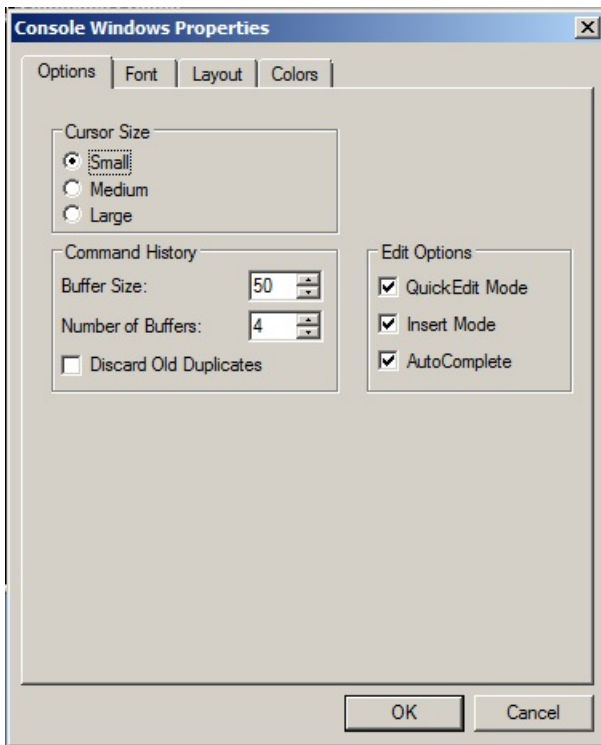 Console Windows Properties
Options Font Layout Colors
Cursor Size
Small
Medium
Large
Command History
Buffer Size: 50
Number of Buffers: 4
Discard Old Duplicates
Edit Options
QuickEdit Mode
Insert Mode
AutoComplete
OK Cancel